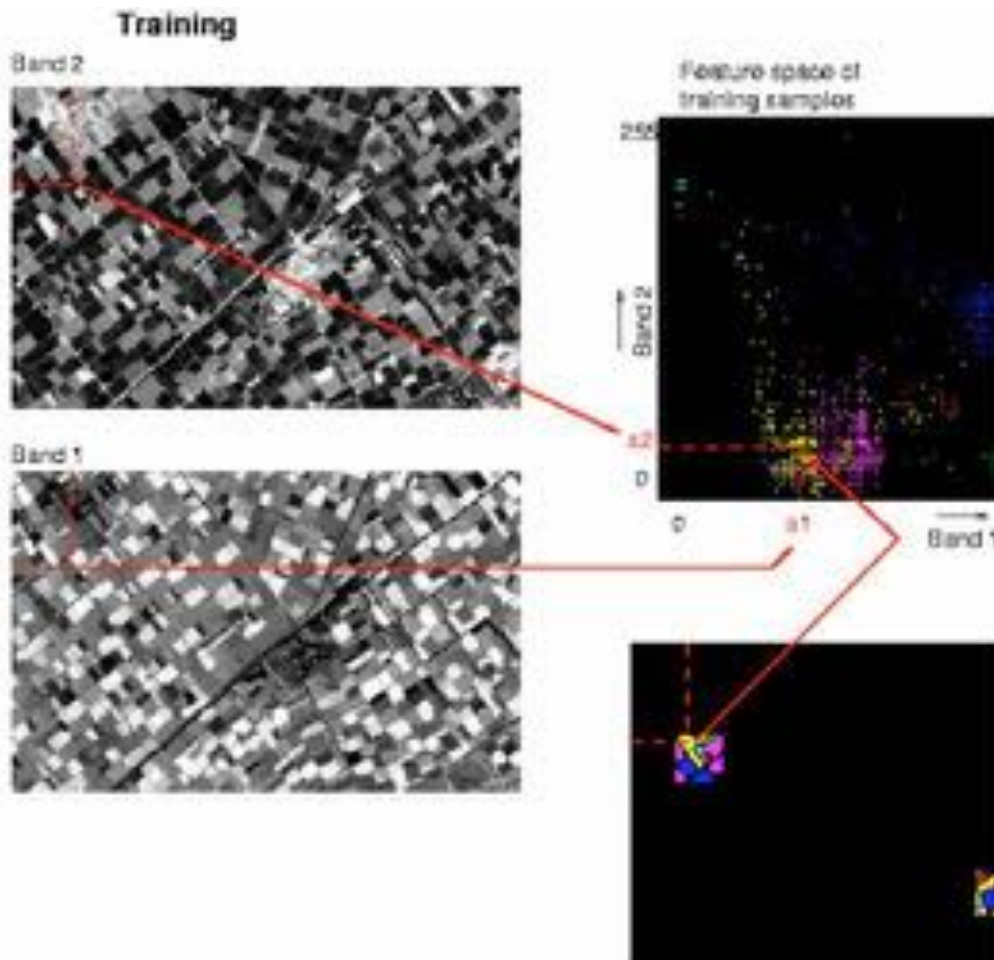 Training
Band 2
Feature space of
training samples
255
Band 2
a2
0
Band 1
0
a1
Band 1